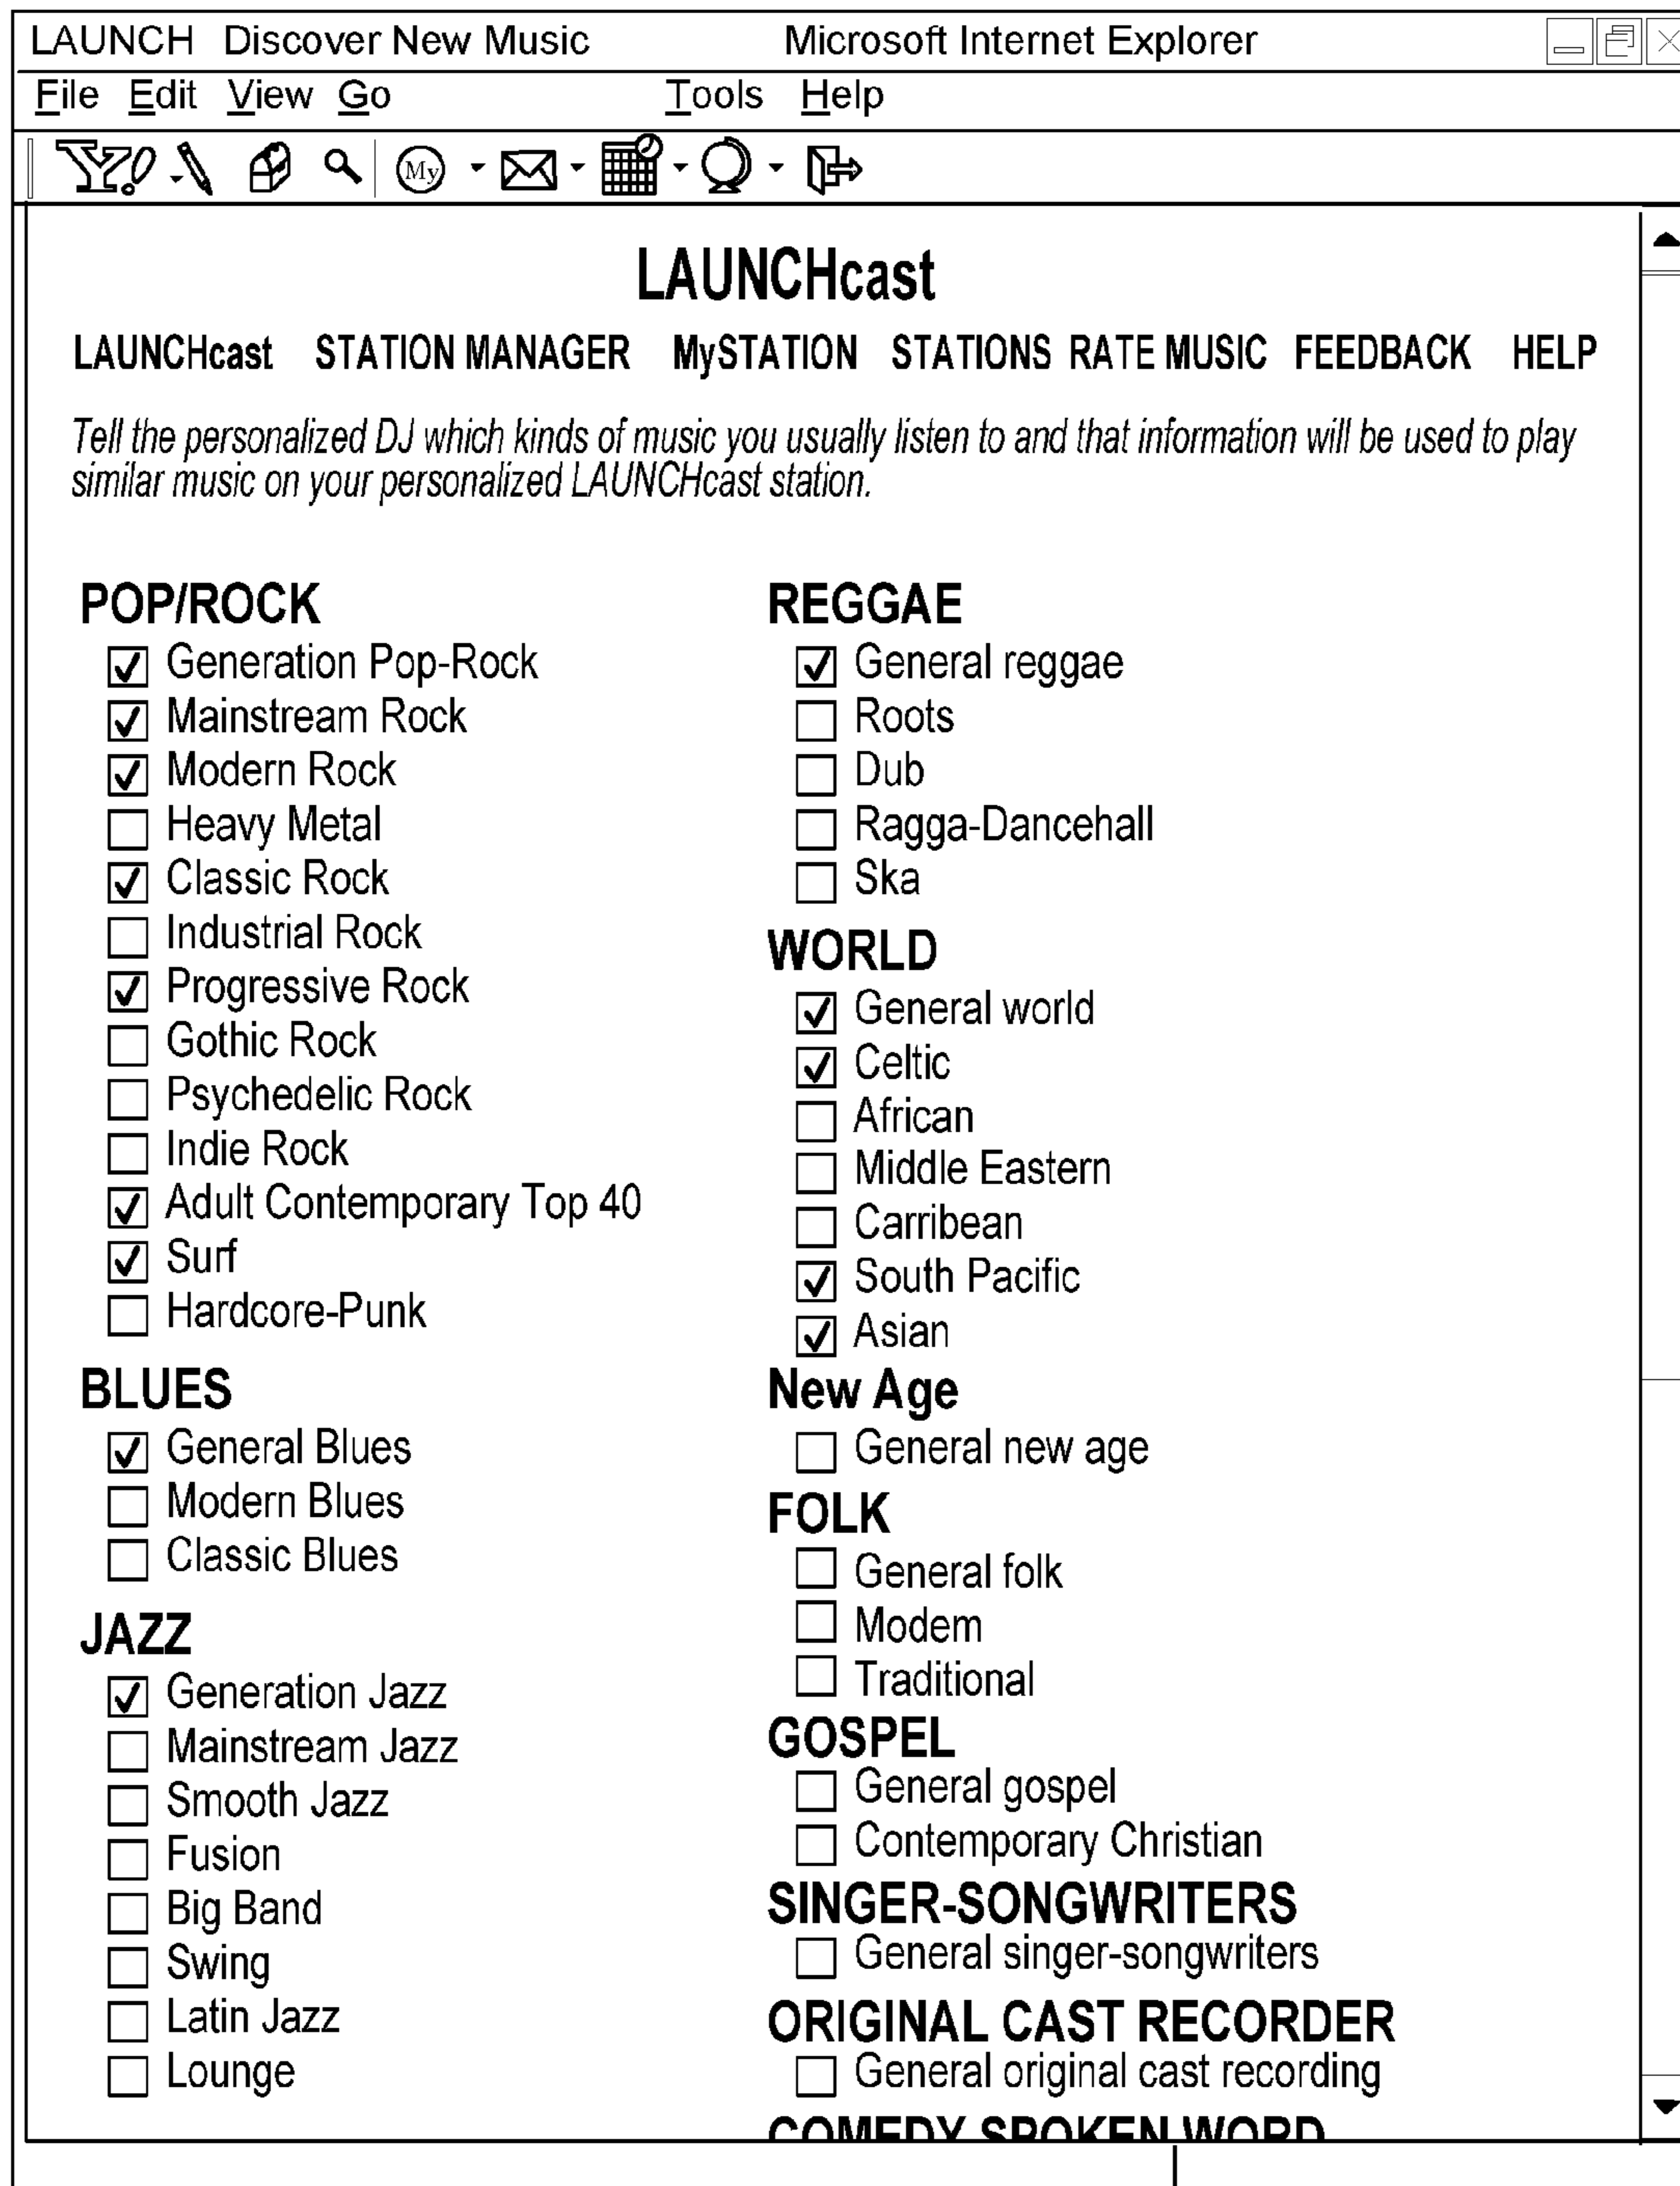 LAUNCH Discover New Music Microsoft Internet Explorer
File Edit View Go Tools Help
Y! My
LAUNCHcast
LAUNCHcast STATION MANAGER MySTATION STATIONS RATE MUSIC FEEDBACK HELP
Tell the personalized DJ which kinds of music you usually listen to and that information will be used to play
similar music on your personalized LAUNCHcast station.
POP/ROCK
Generation Pop-Rock
Mainstream Rock
Modern Rock
Heavy Metal
Classic Rock
Industrial Rock
Progressive Rock
Gothic Rock
Psychedelic Rock
Indie Rock
Adult Contemporary Top 40
Surf
Hardcore-Punk
BLUES
General Blues
Modern Blues
Classic Blues
JAZZ
Generation Jazz
Mainstream Jazz
Smooth Jazz
Fusion
Big Band
Swing
Latin Jazz
Lounge
REGGAE
General reggae
Roots
Dub
Ragga-Dancehall
Ska
WORLD
General world
Celtic
African
Middle Eastern
Carribean
South Pacific
Asian
New Age
General new age
FOLK
General folk
Modem
Traditional
GOSPEL
General gospel
Contemporary Christian
SINGER-SONGWRITERS
General singer-songwriters
ORIGINAL CAST RECORDER
General original cast recording
COMEDY SPOKEN WORD